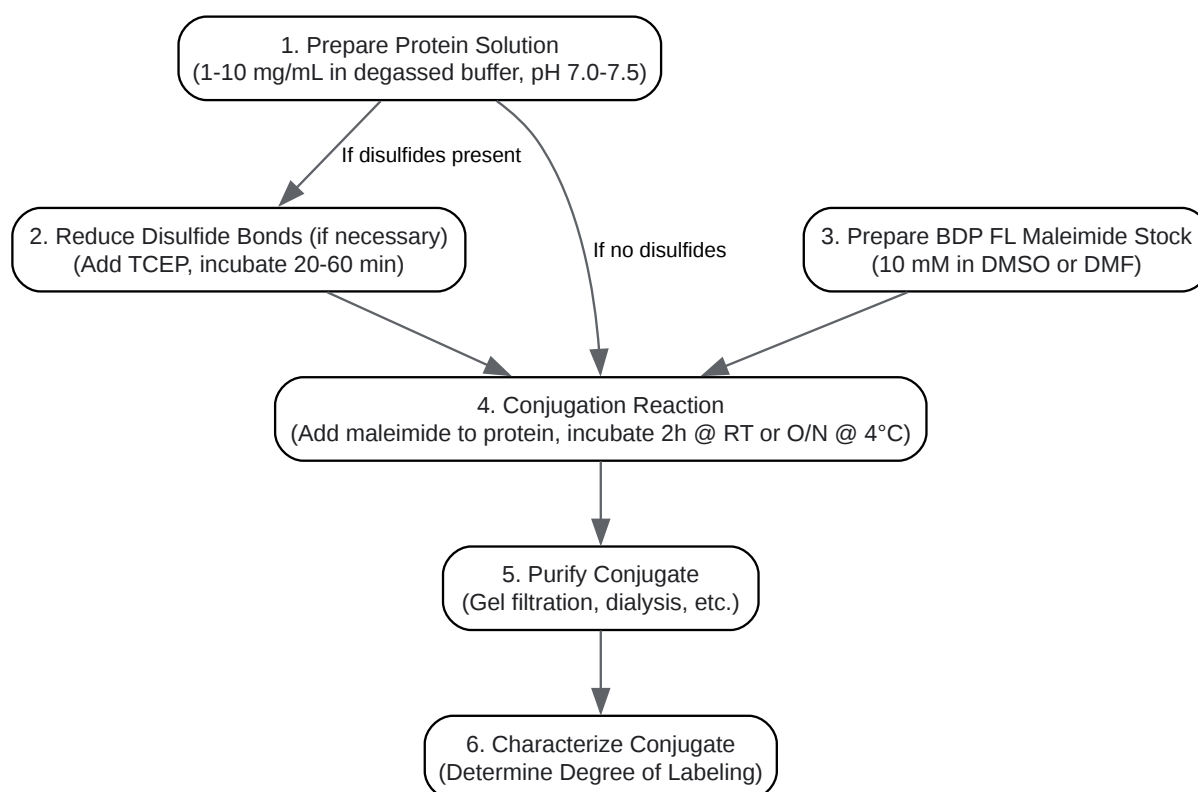 1. Prepare Protein Solution
(1-10 mg/mL in degassed buffer, pH 7.0-7.5)
If disulfides present
2. Reduce Disulfide Bonds (if necessary)
(Add TCEP, incubate 20-60 min)
If no disulfides
3. Prepare BDP FL Maleimide Stock
(10 mM in DMSO or DMF)
4. Conjugation Reaction
(Add maleimide to protein, incubate 2h @ RT or O/N @ 4°C)
5. Purify Conjugate
(Gel filtration, dialysis, etc.)
6. Characterize Conjugate
(Determine Degree of Labeling)